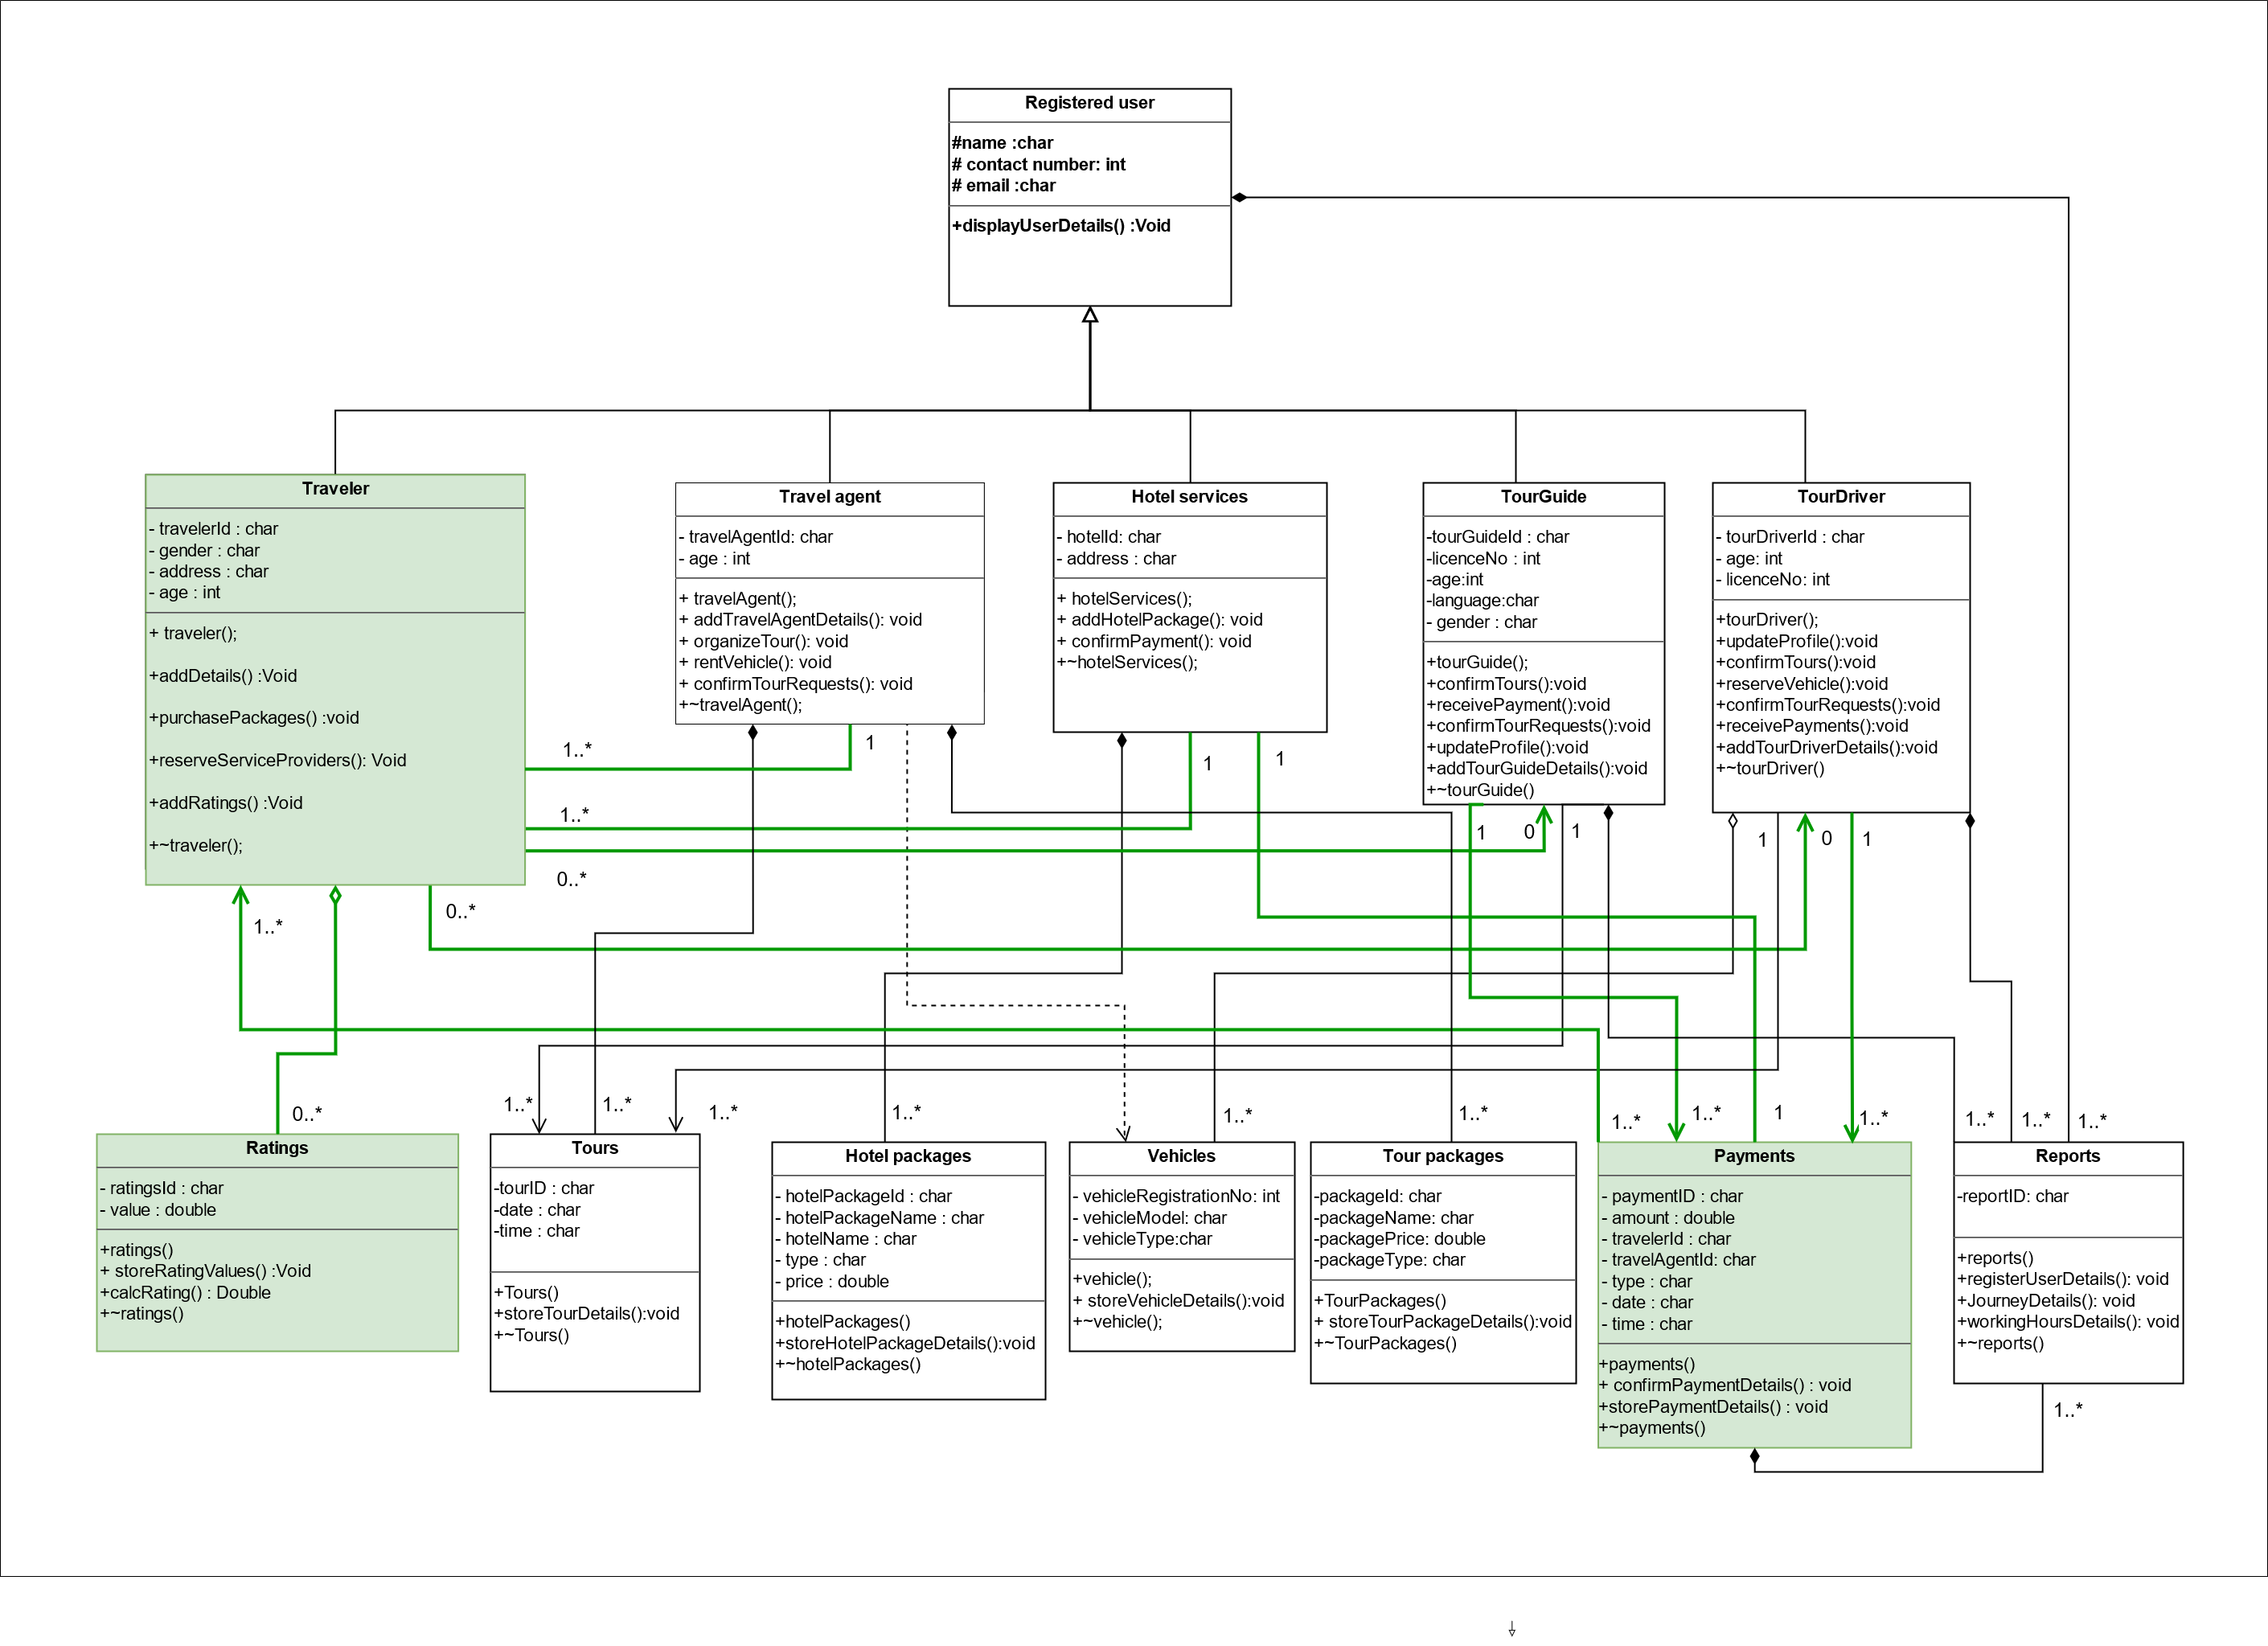 Registered user
#name :char
# contact number: int
# email :char
+displayUserDetails() :Void
Traveler
- travelerId : char
- gender : char
- address : char
- age : int
+ traveler();
+addDetails() :Void
+purchasePackages() :void
+reserveServiceProviders(): Void
+addRatings() :Void
+~traveler();
Travel agent
- travelAgentId: char
- age : int
+ travelAgent();
+ addTravelAgentDetails(): void
+ organizeTour(): void
+ rentVehicle(): void
+ confirmTourRequests(): void
+~travelAgent();
Hotel services
- hotelId: char
- address : char
+ hotelServices();
+ addHotelPackage(): void
+ confirmPayment(): void
+~hotelServices();
TourGuide
-tourGuideId : char
-licenceNo : int
-age:int
-language:char
- gender : char
+tourGuide();
+confirmTours():void
+receivePayment():void
+confirmTourRequests():void
+updateProfile():void
+addTourGuideDetails():void
+~tourGuide()
TourDriver
- tourDriverId : char
- age: int
- licenceNo: int
+tourDriver();
+updateProfile():void
+confirmTours():void
+reserveVehicle():void
+confirmTourRequests():void
+receivePayments():void
+addTourDriverDetails():void
+~tourDriver()
1..*
1
1
1
1..*
1
0
1
1
0
1
0..*
0..*
1..*
0..*
1..*
1..*
1..*
1..*
1..*
1..*
1..*
1..*
1
1..*
1..*
1..*
1..*
Ratings
- ratingsId : char
- value : double
+ratings()
+ storeRatingValues() :Void
+calcRating() : Double
+~ratings()
Tours
-tourID : char
-date : char
-time : char
+Tours()
+storeTourDetails():void
+~Tours()
Hotel packages
- hotelPackageId : char
- hotelPackageName : char
- hotelName : char
- type : char
- price : double
+hotelPackages()
+storeHotelPackageDetails():void
+~hotelPackages()
Vehicles
- vehicleRegistrationNo: int
- vehicleModel: char
- vehicleType:char
+vehicle();
+ storeVehicleDetails():void
+~vehicle();
Tour packages
-packageId: char
-packageName: char
-packagePrice: double
-packageType: char
+TourPackages()
+ storeTourPackageDetails():void
+~TourPackages()
Payments
- paymentID : char
- amount : double
- travelerId : char
- travelAgentId: char
- type : char
- date : char
- time : char
+payments()
+ confirmPaymentDetails() : void
+storePaymentDetails() : void
+~payments()
Reports
-reportID: char
+reports()
+registerUserDetails(): void
+JourneyDetails(): void
+workingHoursDetails(): void
+~reports()
1..*